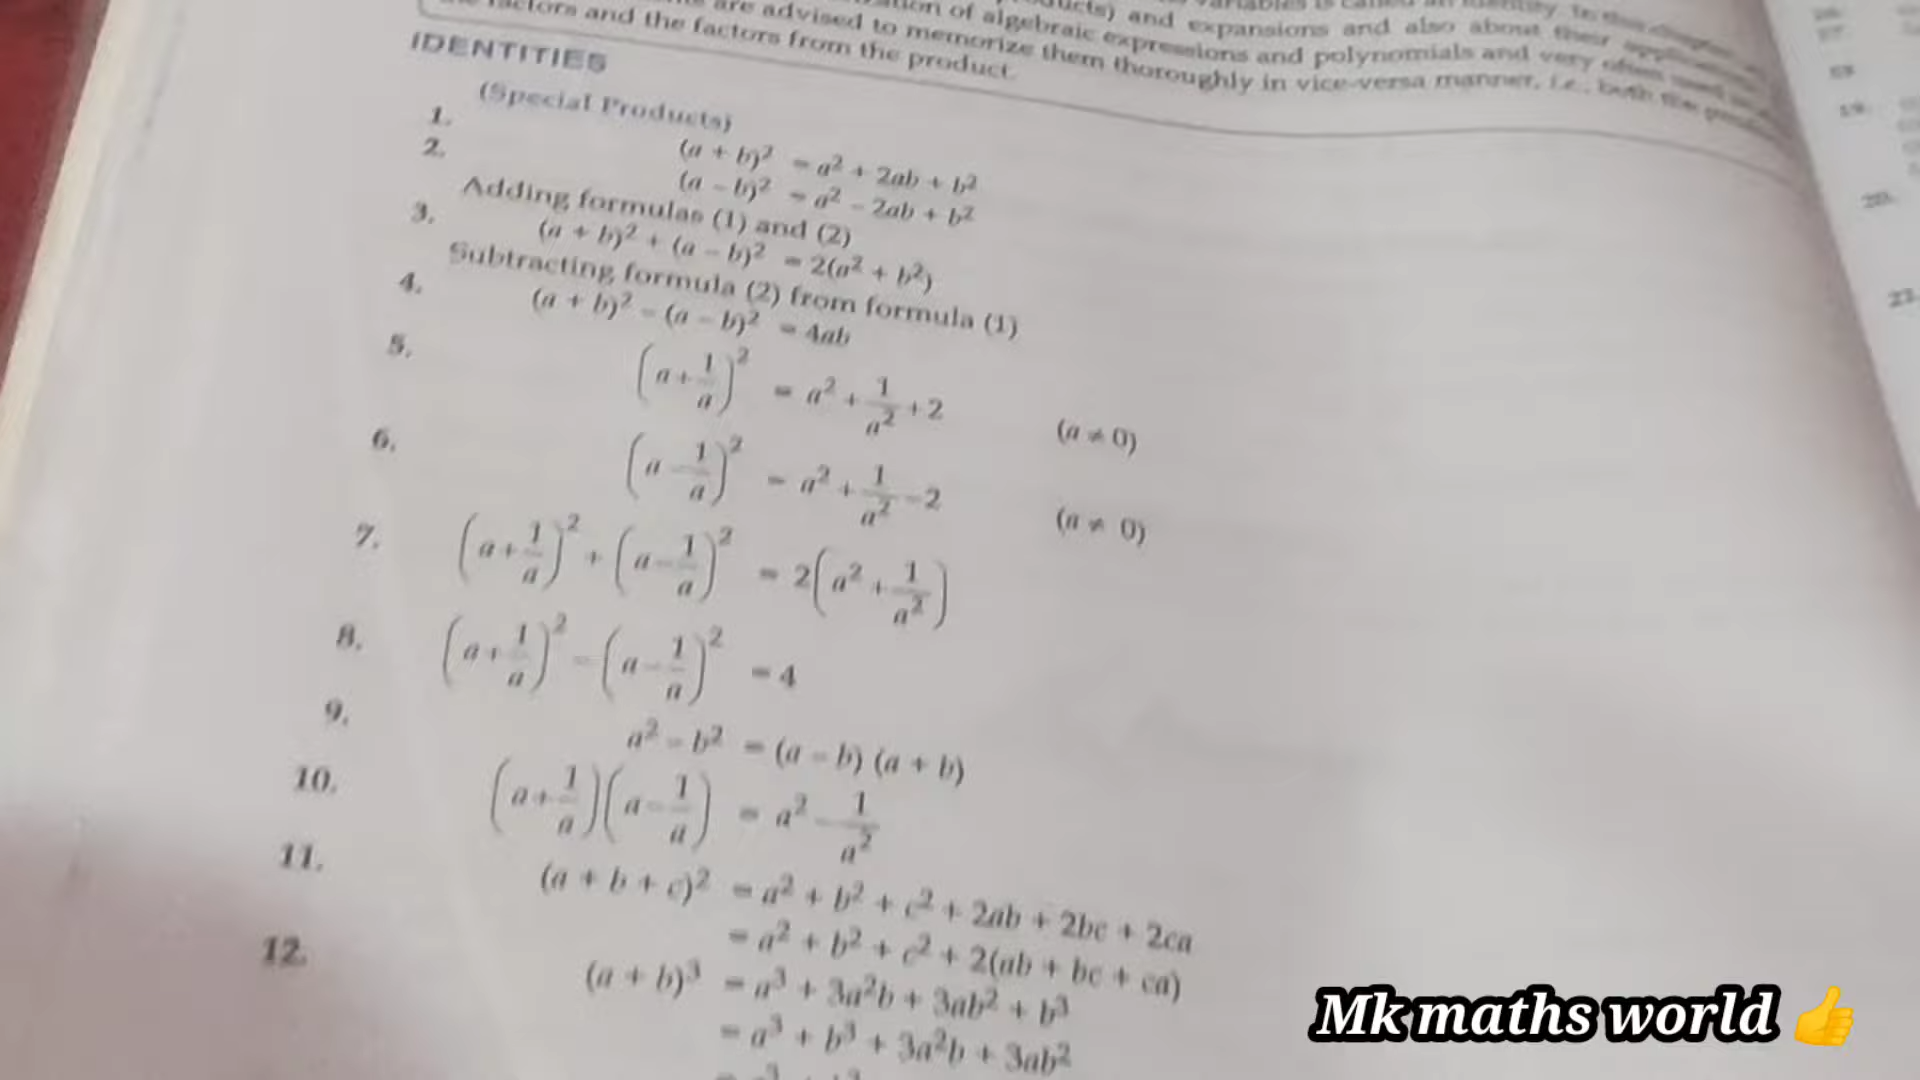 ucts) and expansions and also about their
of algebraic expressions and polynomials and very often
are advised to memorize them thoroughly in vice-versa manner, i.e., both the
factors and the factors from the product.
IDENTITIES
(Special Products)
1. (a + b)² = a² + 2ab + b²
2. (a − b)² = a² − 2ab + b²
Adding formulas (1) and (2)
3. (a + b)² + (a − b)² = 2(a² + b²)
Subtracting formula (2) from formula (1)
4. (a + b)² − (a − b)² = 4ab
5. (a + 1/a)² = a² + 1/a² + 2 (a ≠ 0)
6. (a − 1/a)² = a² + 1/a² − 2 (a ≠ 0)
7. (a + 1/a)² + (a − 1/a)² = 2(a² + 1/a²)
8. (a + 1/a)² − (a − 1/a)² = 4
9. a² − b² = (a − b) (a + b)
10. (a + 1/a)(a − 1/a) = a² − 1/a²
11. (a + b + c)² = a² + b² + c² + 2ab + 2bc + 2ca
= a² + b² + c² + 2(ab + bc + ca)
12. (a + b)³ = a³ + 3a²b + 3ab² + b³
= a³ + b³ + 3a²b + 3ab²
Mk maths world 👍